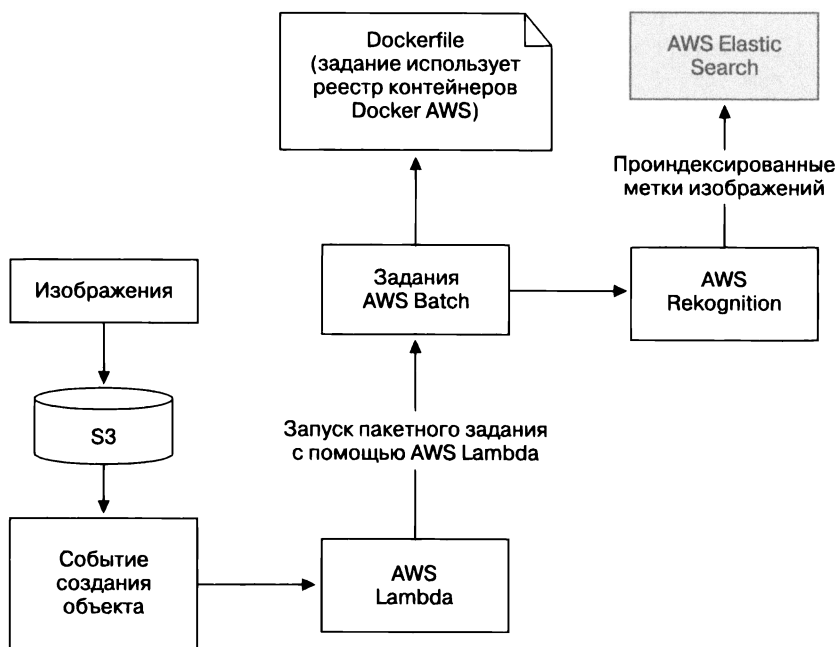 Dockerfile
(задание использует
реестр контейнеров
Docker AWS)
AWS Elastic
Search
Проиндексированные
метки изображений
Изображения
Задания
AWS Batch
AWS
Rekognition
S3
Запуск пакетного задания
с помощью AWS Lambda
Событие
создания
объекта
AWS
Lambda